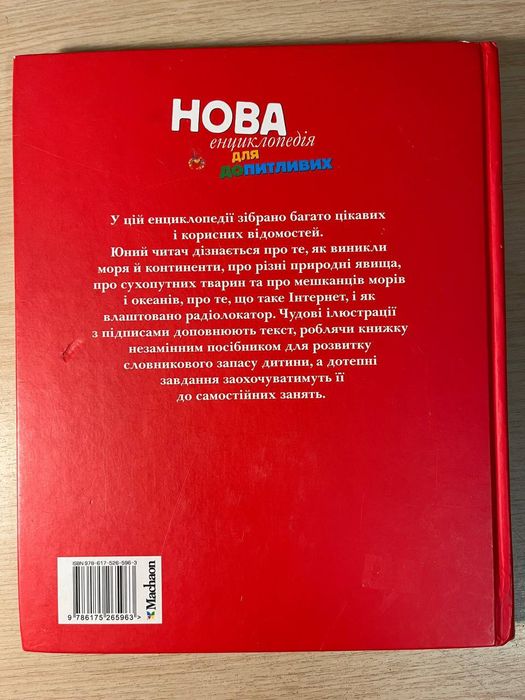 НОВА
енциклопедія
для
допитливих
У цій енциклопедії зібрано багато цікавих
і корисних відомостей.
Юний читач дізнається про те, як виникли
моря й континенти, про різні природні явища,
про сухопутних тварин та про мешканців морів
і океанів, про те, що таке Інтернет, і як
влаштовано радіолокатор. Чудові ілюстрації
з підписами доповнюють текст, роблячи книжку
незамінним посібником для розвитку
словникового запасу дитини, а дотепні
завдання заохочуватимуть її
до самостійних занять.
ISBN 978-617-526-596-3
9 786175 265963 >
Machaon